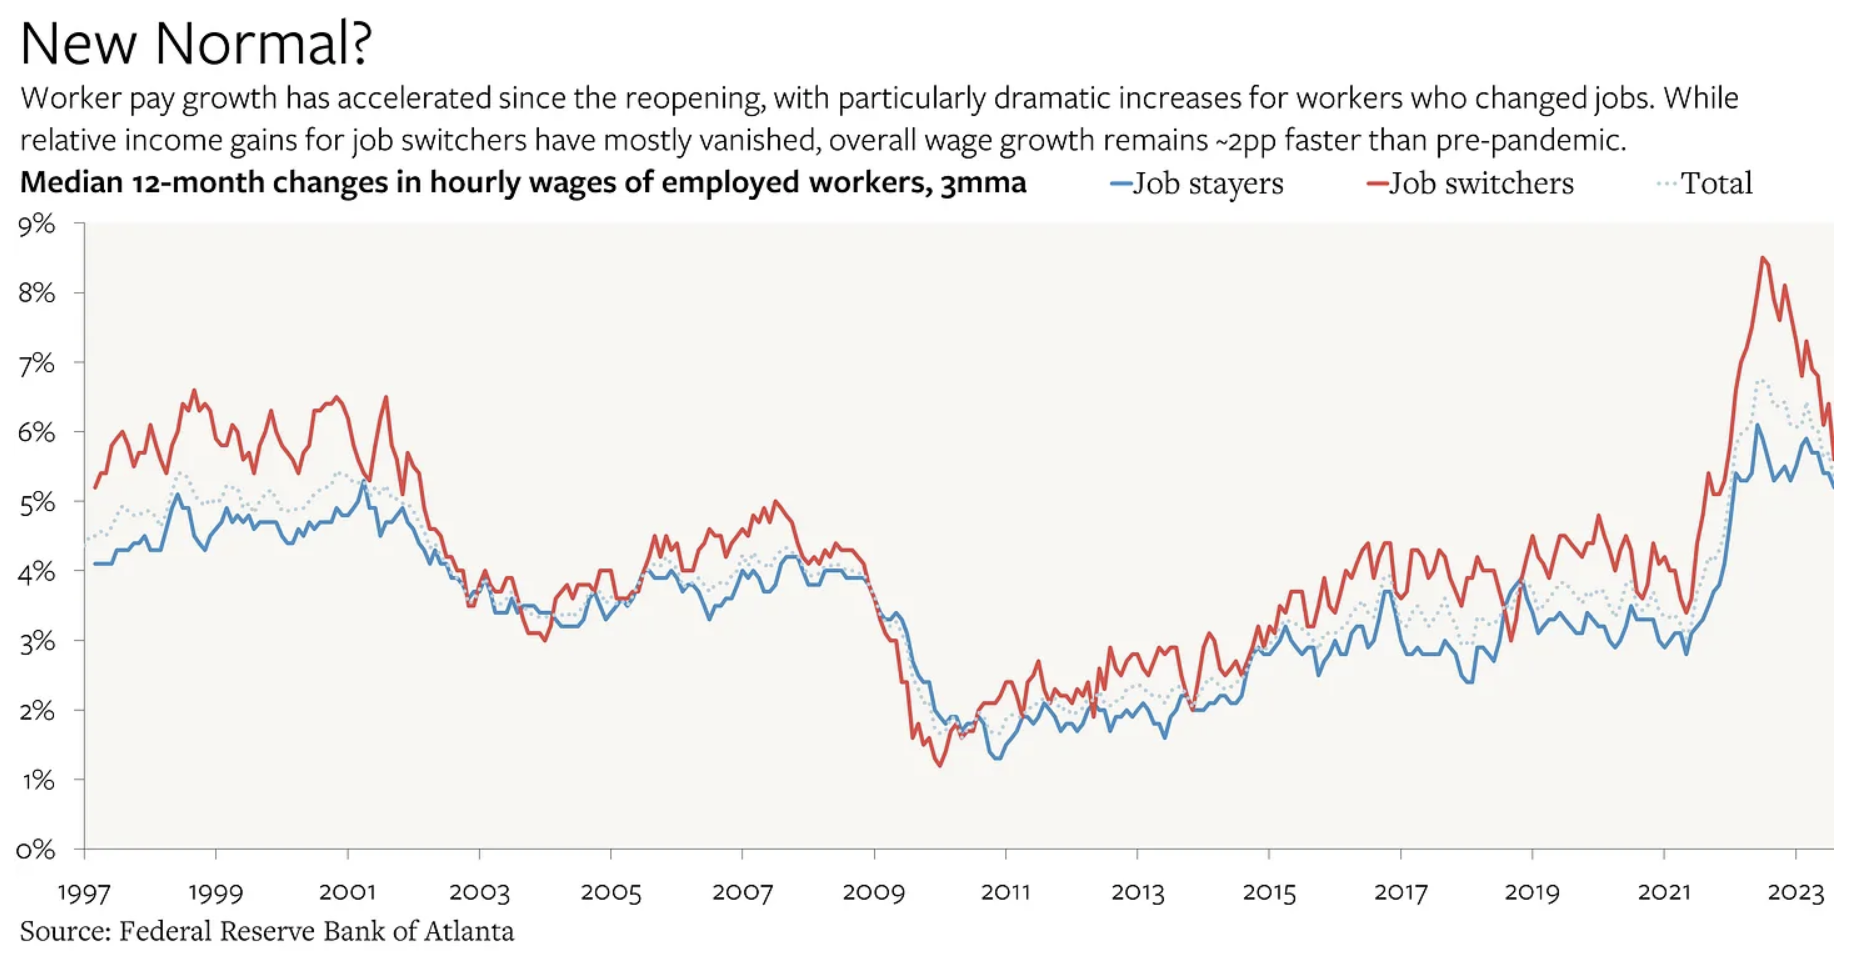 New Normal?
Worker pay growth has accelerated since the reopening, with particularly dramatic increases for workers who changed jobs. While
relative income gains for job switchers have mostly vanished, overall wage growth remains ~2pp faster than pre-pandemic.
Median 12-month changes in hourly wages of employed workers, 3mma
Job stayers
Job switchers
Total
9%
8%
7%
6%
5%
4%
3%
2%
1%
0%
1997 1999 2001 2003 2005 2007 2009 2011 2013 2015 2017 2019 2021 2023
Source: Federal Reserve Bank of Atlanta